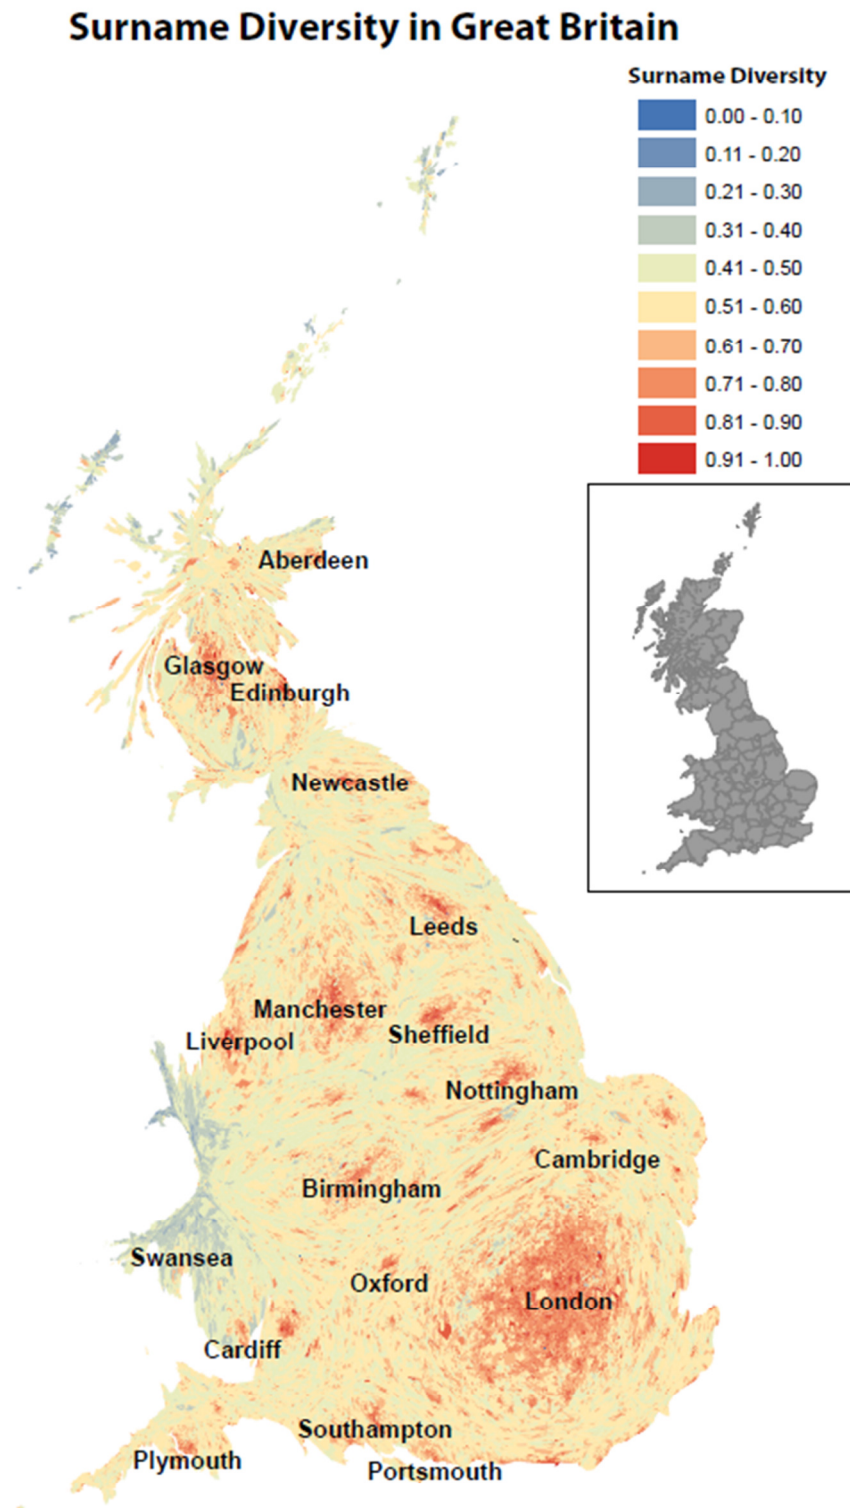 Surname Diversity in Great Britain
Surname Diversity
0.00 - 0.10
0.11 - 0.20
0.21 - 0.30
0.31 - 0.40
0.41 - 0.50
0.51 - 0.60
0.61 - 0.70
0.71 - 0.80
0.81 - 0.90
0.91 - 1.00
Aberdeen
Glasgow
Edinburgh
Newcastle
Leeds
Manchester
Sheffield
Liverpool
Nottingham
Cambridge
Birmingham
Swansea
Oxford
London
Cardiff
Southampton
Plymouth
Portsmouth